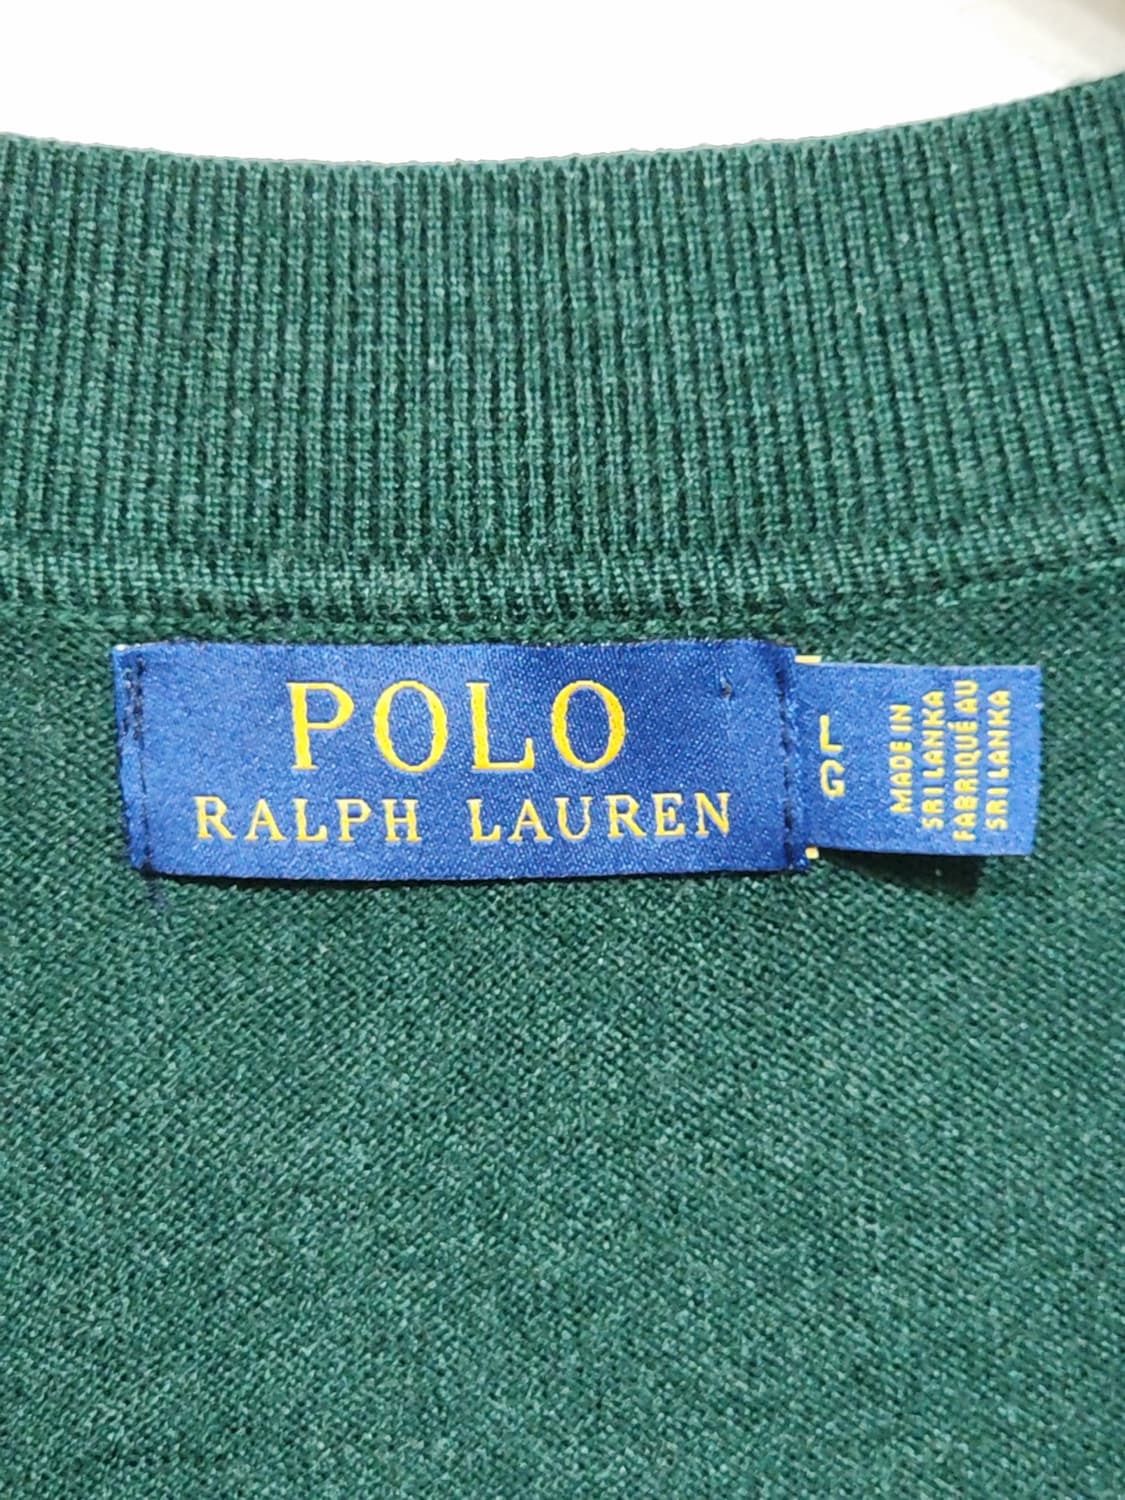 POLO
RALPH LAUREN
L
G
MADE IN
SRI LANKA
FABRIQUÉ AU
SRI LANKA